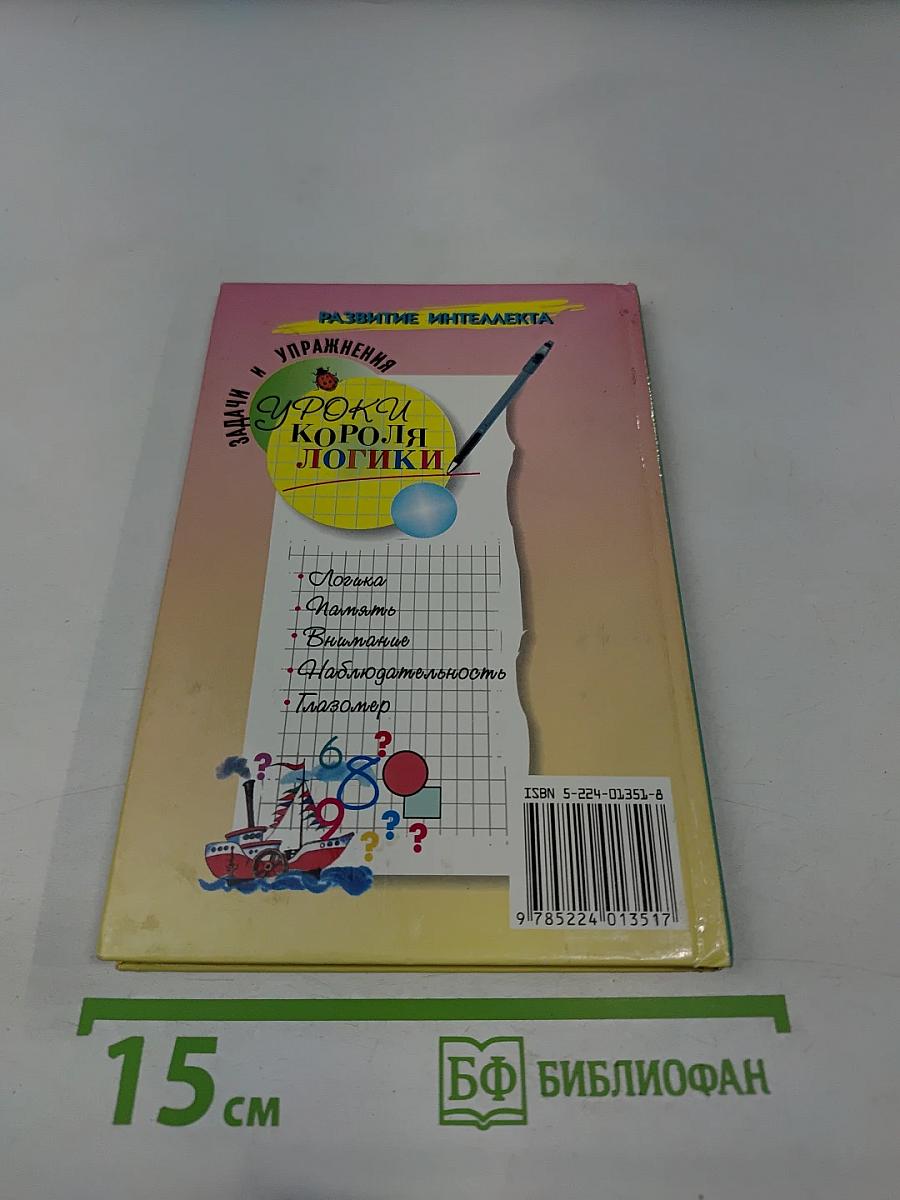 РАЗВИТИЕ ИНТЕЛЛЕКТА
ЗАДАЧИ И УПРАЖНЕНИЯ
УРОКИ
КОРОЛЯ
ЛОГИКИ
• Логика
• Память
• Внимание
• Наблюдательность
• Глазомер
? 6 8 ?
9 ? ? ?
ISBN 5-224-01351-8
9 785224 013517
15 см
БФ БИБЛИОФАН